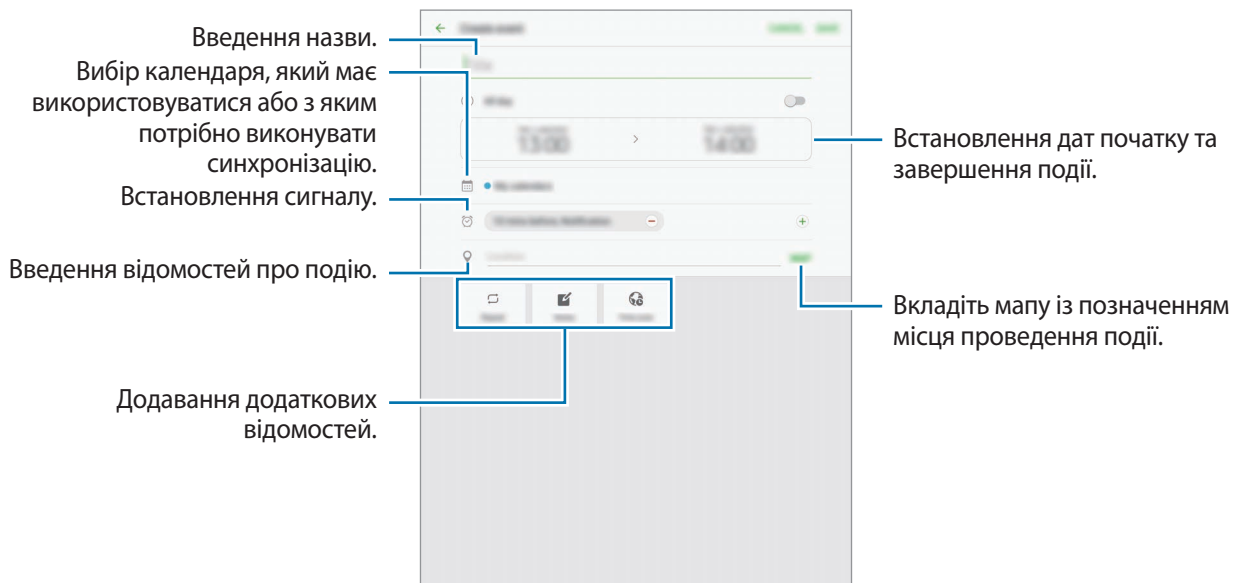 Введення назви.
Вибір календаря, який має
використовуватися або з яким
потрібно виконувати
синхронізацію.
Встановлення сигналу.
Введення відомостей про подію.
Додавання додаткових
відомостей.
Create event
13:00
14:00
Встановлення дат початку та
завершення події.
Вкладіть мапу із позначенням
місця проведення події.